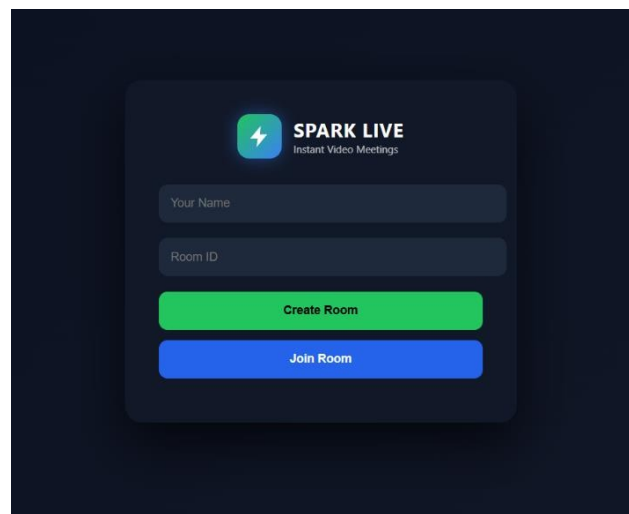 SPARK LIVE
Instant Video Meetings
Your Name
Room ID
Create Room
Join Room